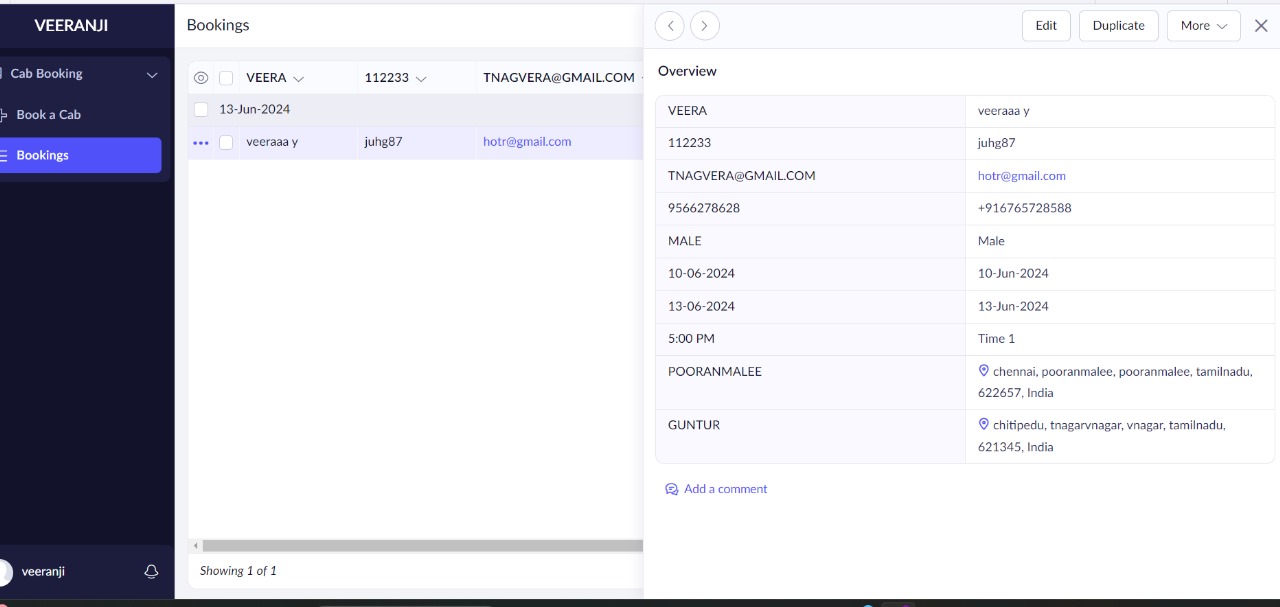 VEERANJI
Cab Booking
Book a Cab
Bookings
veeranji
Bookings
VEERA 112233 TNAGVERA@GMAIL.COM
13-Jun-2024
veeraaa y juhg87 hotr@gmail.com
Showing 1 of 1
Edit Duplicate More
Overview
VEERA veeraaa y
112233 juhg87
TNAGVERA@GMAIL.COM hotr@gmail.com
9566278628 +916765728588
MALE Male
10-06-2024 10-Jun-2024
13-06-2024 13-Jun-2024
5:00 PM Time 1
POORANMALEE chennai, pooranmalee, pooranmalee, tamilnadu,
622657, India
GUNTUR chitipedu, tnagarvnagar, vnagar, tamilnadu,
621345, India
Add a comment